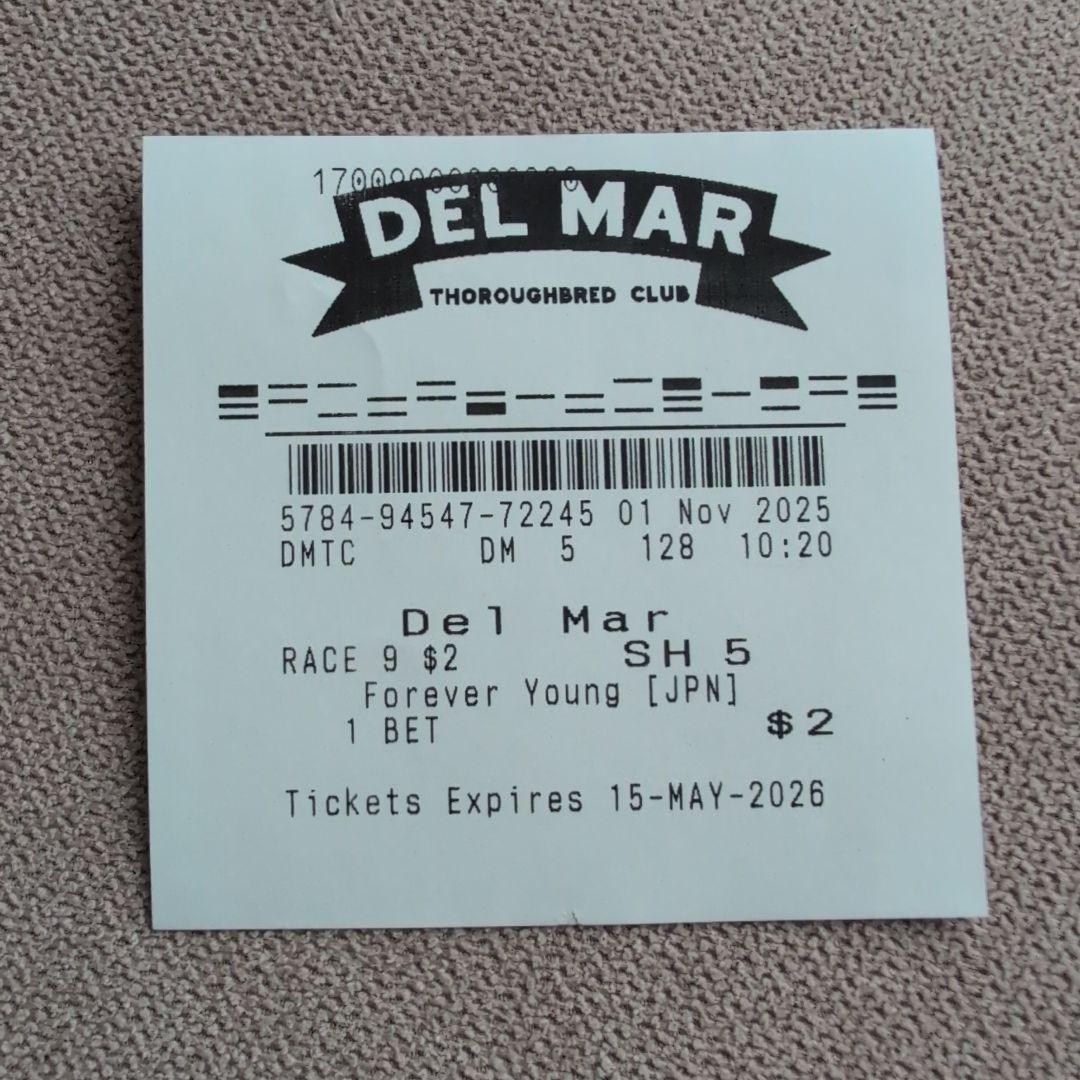 DEL MAR
THOROUGHBRED CLUB
5784-94547-72245 01 Nov 2025
DMTC DM 5 128 10:20
Del Mar
RACE 9 $2 SH 5
Forever Young [JPN]
1 BET $2
Tickets Expires 15-MAY-2026